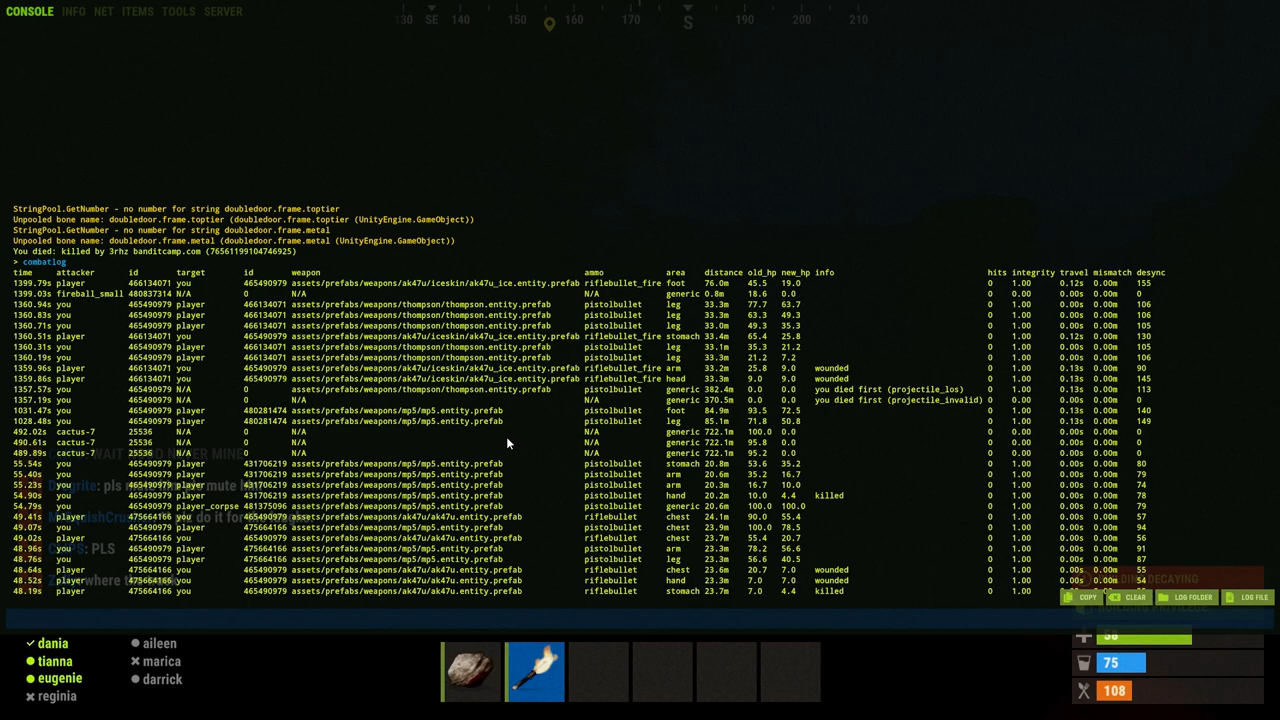 CONSOLE INFO NET ITEMS TOOLS SERVER
130 SE 140 150 160 170 S 190 200 210
StringPool.GetNumber - no number for string doubledoor.frame.toptier
Unpooled bone name: doubledoor.frame.toptier (doubledoor.frame.toptier (UnityEngine.GameObject))
StringPool.GetNumber - no number for string doubledoor.frame.metal
Unpooled bone name: doubledoor.frame.metal (doubledoor.frame.metal (UnityEngine.GameObject))
You died: killed by 3rhz banditcamp.com (76561199104746925)
> combatlog
time attacker id target id weapon ammo area distance old_hp new_hp info hits integrity travel mismatch desync
1399.79s player 466134071 you 465490979 assets/prefabs/weapons/ak47u/iceskin/ak47u_ice.entity.prefab riflebullet_fire foot 76.0m 45.5 19.0 0 1.00 0.12s 0.00m 155
1399.03s fireball_small 480837314 N/A 0 N/A N/A generic 0.8m 18.6 0.0 0 1.00 0.00s 0.00m 0
1360.94s you 465490979 player 466134071 assets/prefabs/weapons/thompson/thompson.entity.prefab pistolbullet leg 33.3m 77.7 63.7 0 1.00 0.00s 0.00m 106
1360.83s you 465490979 player 466134071 assets/prefabs/weapons/thompson/thompson.entity.prefab pistolbullet leg 33.3m 63.3 49.3 0 1.00 0.00s 0.00m 106
1360.71s you 465490979 player 466134071 assets/prefabs/weapons/thompson/thompson.entity.prefab pistolbullet leg 33.0m 49.3 35.3 0 1.00 0.00s 0.00m 105
1360.51s player 466134071 you 465490979 assets/prefabs/weapons/ak47u/iceskin/ak47u_ice.entity.prefab riflebullet_fire stomach 33.4m 65.4 25.8 0 1.00 0.12s 0.00m 130
1360.31s you 465490979 player 466134071 assets/prefabs/weapons/thompson/thompson.entity.prefab pistolbullet leg 33.1m 35.3 21.2 0 1.00 0.00s 0.00m 105
1360.19s you 465490979 player 466134071 assets/prefabs/weapons/thompson/thompson.entity.prefab pistolbullet leg 33.3m 21.2 7.2 0 1.00 0.00s 0.00m 106
1359.96s player 466134071 you 465490979 assets/prefabs/weapons/ak47u/iceskin/ak47u_ice.entity.prefab riflebullet_fire arm 33.2m 25.8 9.0 wounded 0 1.00 0.13s 0.00m 90
1359.86s player 466134071 you 465490979 assets/prefabs/weapons/ak47u/iceskin/ak47u_ice.entity.prefab riflebullet_fire head 33.3m 9.0 9.0 wounded 0 1.00 0.13s 0.00m 145
1357.57s you 465490979 N/A 0 assets/prefabs/weapons/thompson/thompson.entity.prefab pistolbullet generic 382.4m 0.0 0.0 you died first (projectile_los) 0 1.00 0.00s 0.00m 113
1357.19s you 465490979 N/A 0 N/A N/A generic 370.5m 0.0 0.0 you died first (projectile_invalid) 0 1.00 0.00s 0.00m 0
1031.47s you 465490979 player 480281474 assets/prefabs/weapons/mp5/mp5.entity.prefab pistolbullet foot 84.9m 93.5 72.5 0 1.00 0.13s 0.00m 140
1028.48s you 465490979 player 480281474 assets/prefabs/weapons/mp5/mp5.entity.prefab pistolbullet leg 85.1m 71.8 50.8 0 1.00 0.13s 0.00m 149
492.02s cactus-7 25536 N/A 0 N/A N/A generic 722.1m 100.0 0.0 0 1.00 0.00s 0.00m 0
490.61s cactus-7 25536 N/A 0 N/A N/A generic 722.1m 95.8 0.0 0 1.00 0.00s 0.00m 0
489.89s cactus-7 25536 N/A 0 N/A N/A generic 722.1m 95.2 0.0 0 1.00 0.00s 0.00m 0
55.54s you 465490979 player 431706219 assets/prefabs/weapons/mp5/mp5.entity.prefab pistolbullet stomach 20.8m 53.6 35.2 0 1.00 0.00s 0.00m 80
55.40s you 465490979 player 431706219 assets/prefabs/weapons/mp5/mp5.entity.prefab pistolbullet arm 20.6m 35.2 16.7 0 1.00 0.00s 0.00m 79
55.23s you 465490979 player 431706219 assets/prefabs/weapons/mp5/mp5.entity.prefab pistolbullet arm 20.3m 16.7 10.0 0 1.00 0.00s 0.00m 74
54.90s you 465490979 player 431706219 assets/prefabs/weapons/mp5/mp5.entity.prefab pistolbullet hand 20.2m 10.0 4.4 killed 0 1.00 0.00s 0.00m 78
54.79s you 465490979 player_corpse 481375096 assets/prefabs/weapons/mp5/mp5.entity.prefab pistolbullet generic 20.6m 100.0 100.0 0 1.00 0.00s 0.00m 79
49.41s player 475664166 you 465490979 assets/prefabs/weapons/ak47u/ak47u.entity.prefab riflebullet chest 24.1m 90.0 55.4 0 1.00 0.00s 0.00m 57
49.07s you 465490979 player 475664166 assets/prefabs/weapons/mp5/mp5.entity.prefab pistolbullet chest 23.9m 100.0 78.5 0 1.00 0.00s 0.00m 94
49.02s player 475664166 you 465490979 assets/prefabs/weapons/ak47u/ak47u.entity.prefab riflebullet chest 23.7m 55.4 20.7 0 1.00 0.00s 0.00m 56
48.96s you 465490979 player 475664166 assets/prefabs/weapons/mp5/mp5.entity.prefab pistolbullet arm 23.7m 78.2 56.6 0 1.00 0.00s 0.00m 91
48.76s you 465490979 player 475664166 assets/prefabs/weapons/mp5/mp5.entity.prefab pistolbullet leg 23.3m 56.6 40.5 0 1.00 0.00s 0.00m 87
48.64s player 475664166 you 465490979 assets/prefabs/weapons/ak47u/ak47u.entity.prefab riflebullet chest 23.6m 20.7 7.0 wounded 0 1.00 0.00s 0.00m 55
48.52s player 475664166 you 465490979 assets/prefabs/weapons/ak47u/ak47u.entity.prefab riflebullet hand 23.6m 7.0 7.0 wounded 0 1.00 0.00s 0.00m 54
48.19s player 475664166 you 465490979 assets/prefabs/weapons/ak47u/ak47u.entity.prefab riflebullet stomach 23.7m 7.0 4.4 killed 0 1.00
WAIT NEVER MINE
: pls mute
do it for
: PLS
where the
DECAYING
COPY CLEAR LOG FOLDER LOG FILE
dania aileen
tianna marica
eugenie darrick
reginia
58
75
108